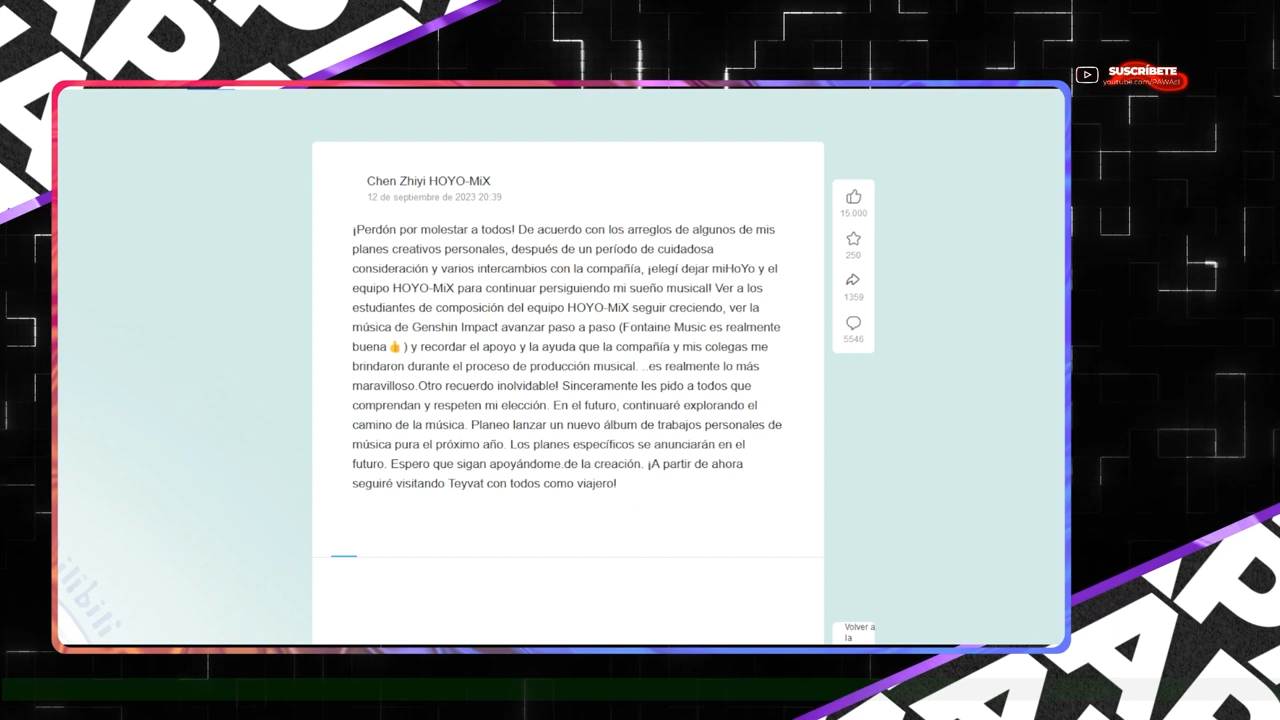 SUSCRÍBETE
youtube.com/PAWAcl
Chen Zhiyi HOYO-MiX
12 de septiembre de 2023 20:39
¡Perdón por molestar a todos! De acuerdo con los arreglos de algunos de mis
planes creativos personales, después de un período de cuidadosa
consideración y varios intercambios con la compañía, ¡elegí dejar miHoYo y el
equipo HOYO-MiX para continuar persiguiendo mi sueño musical! Ver a los
estudiantes de composición del equipo HOYO-MiX seguir creciendo, ver la
música de Genshin Impact avanzar paso a paso (Fontaine Music es realmente
buena👍) y recordar el apoyo y la ayuda que la compañía y mis colegas me
brindaron durante el proceso de producción musical. ..es realmente lo más
maravilloso.Otro recuerdo inolvidable! Sinceramente les pido a todos que
comprendan y respeten mi elección. En el futuro, continuaré explorando el
camino de la música. Planeo lanzar un nuevo álbum de trabajos personales de
música pura el próximo año. Los planes específicos se anunciarán en el
futuro. Espero que sigan apoyándome.de la creación. ¡A partir de ahora
seguiré visitando Teyvat con todos como viajero!
15.000
250
1359
5546
Volver a
la
ilibili